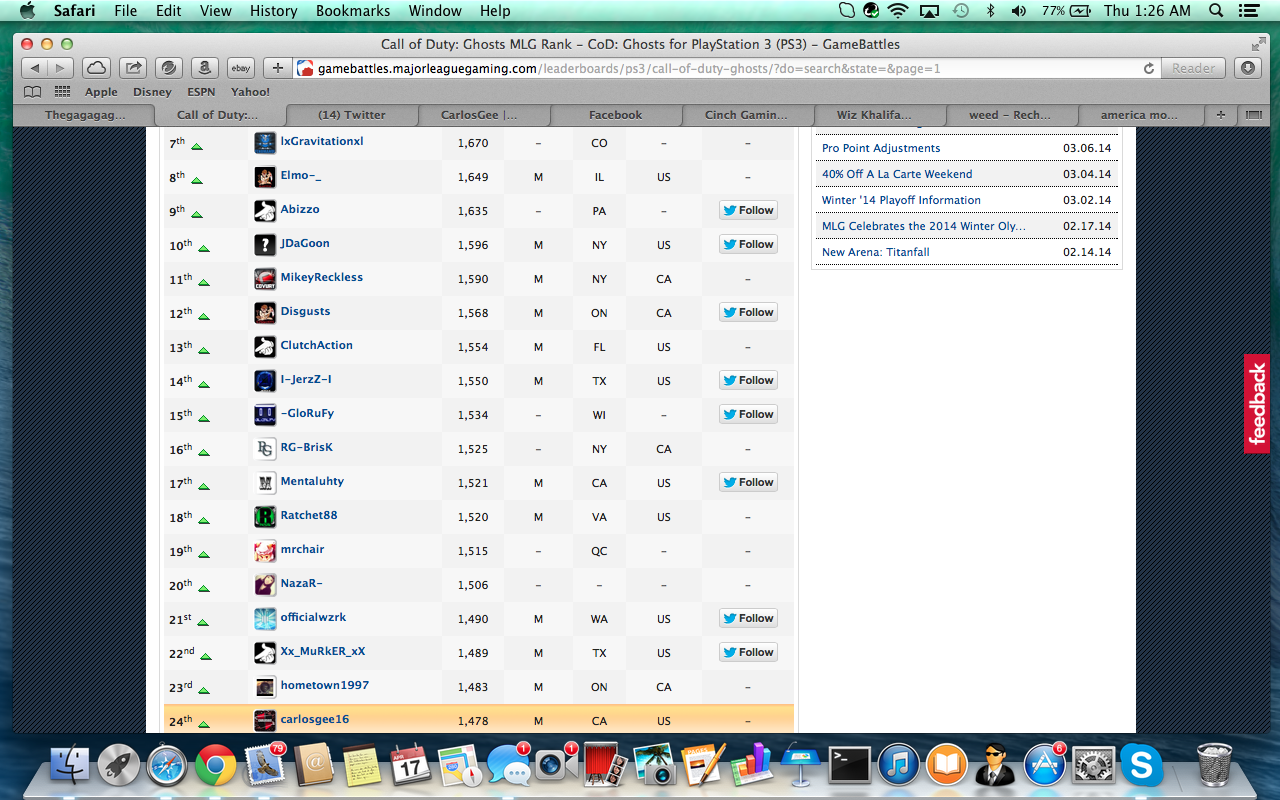 Safari File Edit View History Bookmarks Window Help 77% Thu 1:26 AM
Call of Duty: Ghosts MLG Rank – CoD: Ghosts for PlayStation 3 (PS3) – GameBattles
ebay gamebattles.majorleaguegaming.com/leaderboards/ps3/call-of-duty-ghosts/?do=search&state=&page=1 Reader
Apple Disney ESPN Yahoo!
Thegagagag... Call of Duty:... (14) Twitter CarlosGee |... Facebook Cinch Gamin... Wiz Khalifa... weed – Rech... america mo...
7th IxGravitationxI 1,670 – CO – –
8th Elmo-_ 1,649 M IL US –
9th Abizzo 1,635 – PA – Follow
10th JDaGoon 1,596 M NY US Follow
11th MikeyReckless 1,590 M NY CA –
12th Disgusts 1,568 M ON CA Follow
13th ClutchAction 1,554 M FL US –
14th I-JerzZ-I 1,550 M TX US Follow
15th -GloRuFy 1,534 – WI – Follow
16th RG-BrisK 1,525 – NY CA –
17th Mentaluhty 1,521 M CA US Follow
18th Ratchet88 1,520 M VA US –
19th mrchair 1,515 – QC – –
20th NazaR- 1,506 – – – –
21st officialwzrk 1,490 M WA US Follow
22nd Xx_MuRkER_xX 1,489 M TX US Follow
23rd hometown1997 1,483 M ON CA –
24th carlosgee16 1,478 M CA US –
Pro Point Adjustments 03.06.14
40% Off A La Carte Weekend 03.04.14
Winter '14 Playoff Information 03.02.14
MLG Celebrates the 2014 Winter Oly... 02.17.14
New Arena: Titanfall 02.14.14
feedback
79 APR 17 1 1 PAGES 6